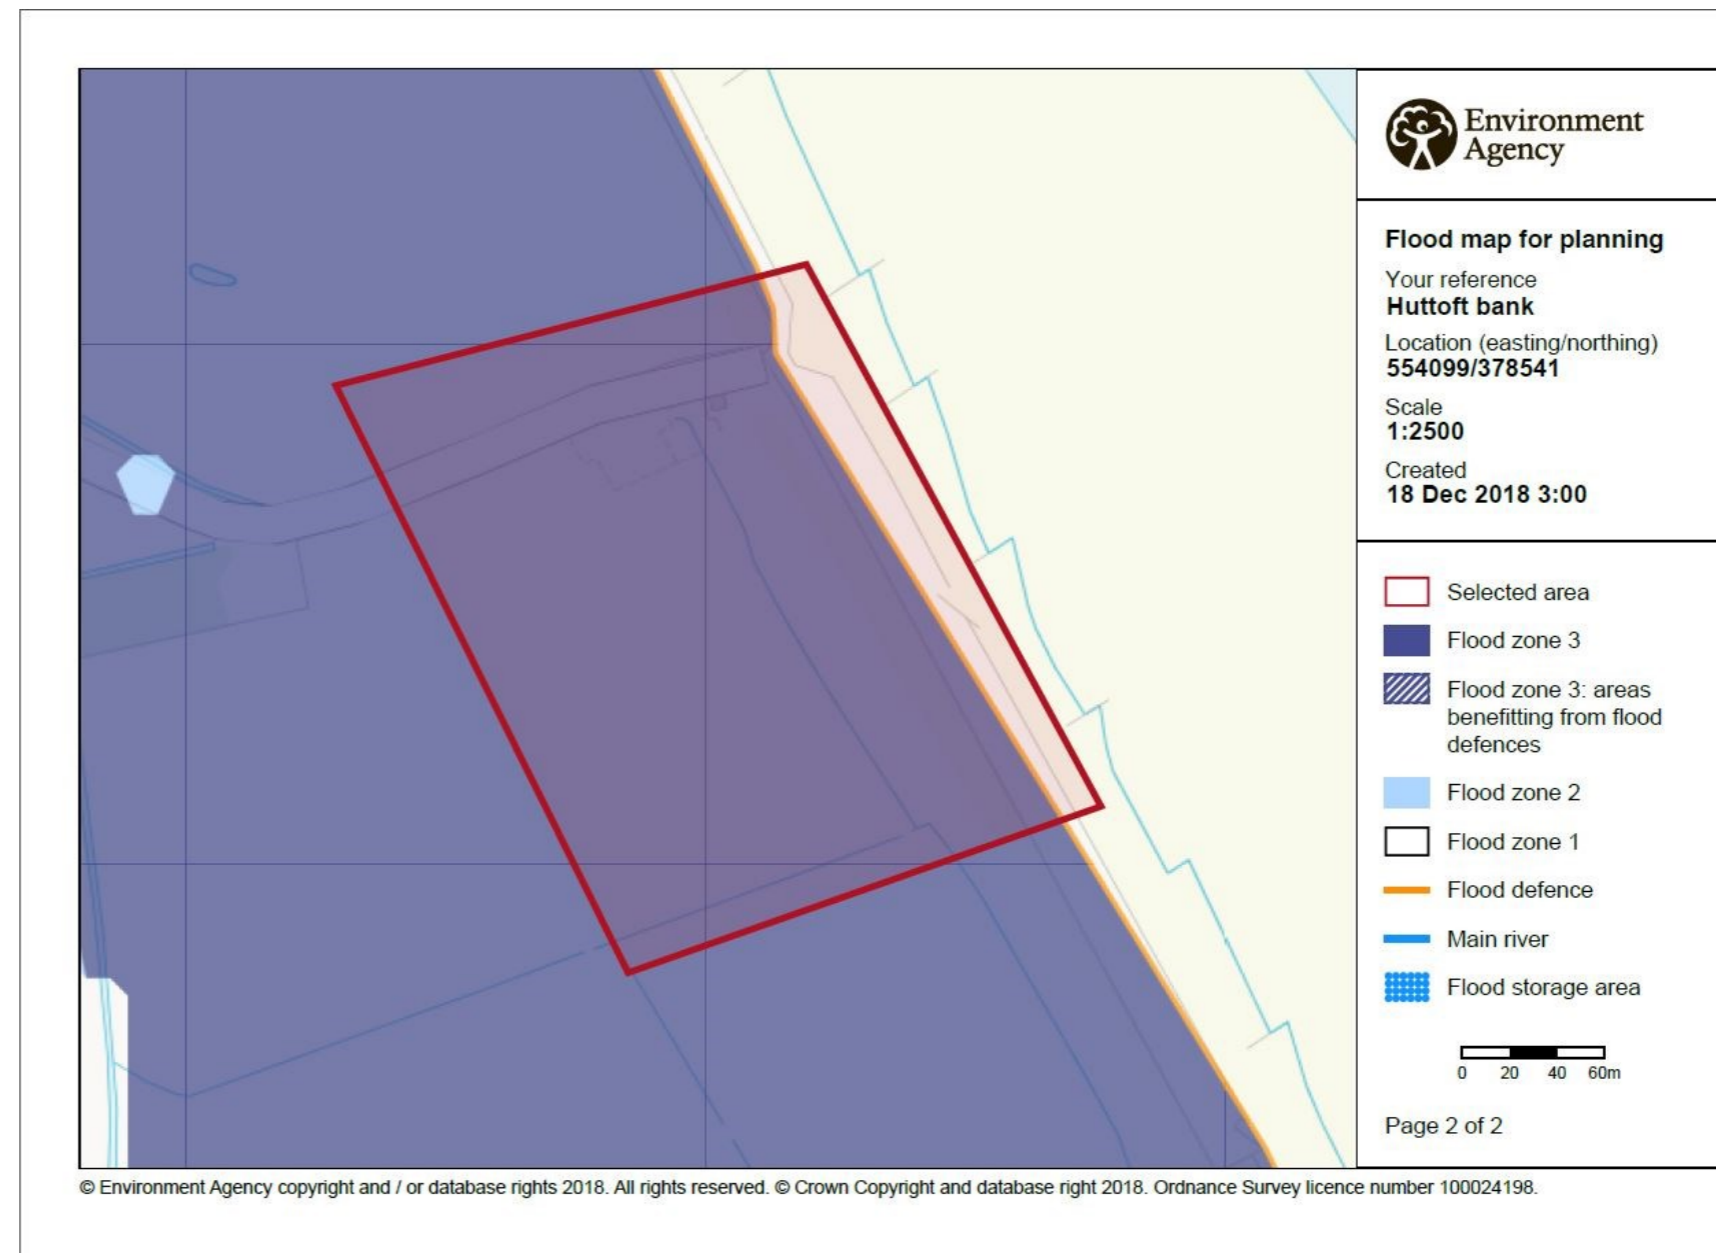 Environment
Agency
Flood map for planning
Your reference
Huttoft bank
Location (easting/northing)
554099/378541
Scale
1:2500
Created
18 Dec 2018 3:00
Selected area
Flood zone 3
Flood zone 3: areas
benefitting from flood
defences
Flood zone 2
Flood zone 1
Flood defence
Main river
Flood storage area
0 20 40 60m
Page 2 of 2
© Environment Agency copyright and / or database rights 2018. All rights reserved. © Crown Copyright and database right 2018. Ordnance Survey licence number 100024198.